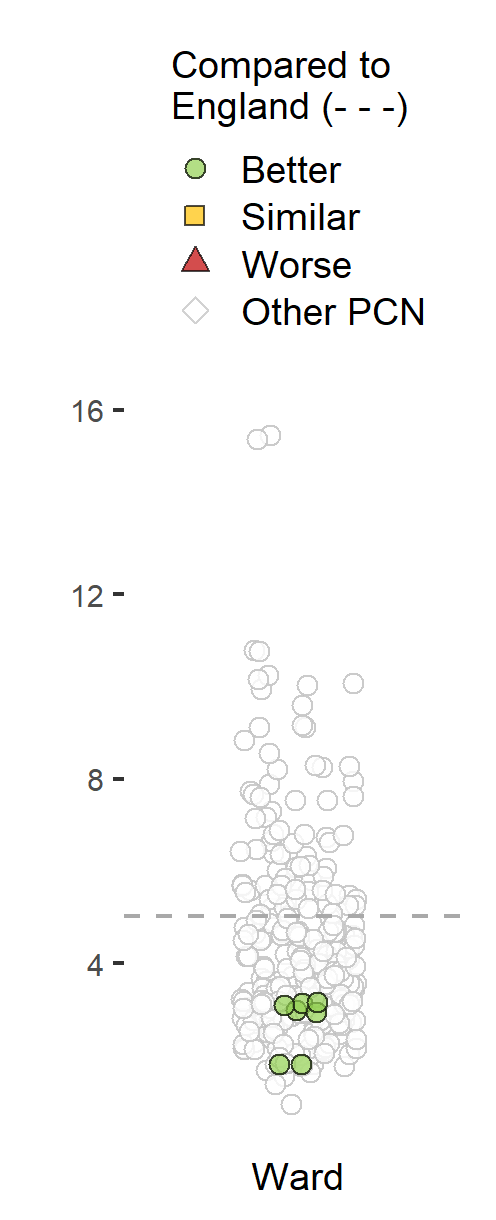 Compared to
England (- - -)
Better
Similar
Worse
Other PCN
16
12
8
4
Ward